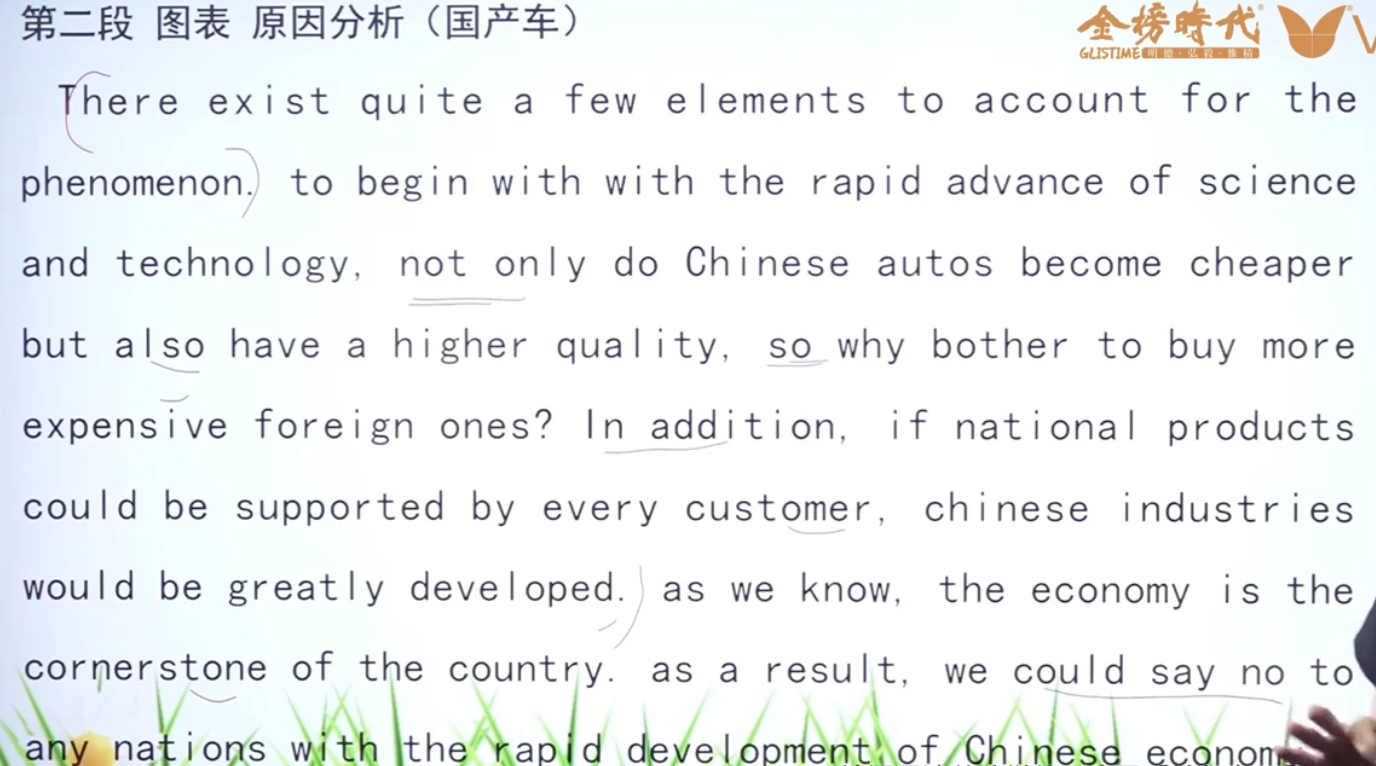 第二段 图表 原因分析（国产车）
金榜時代
GLISTIME 明德·弘毅·雅精
V
There exist quite a few elements to account for the
phenomenon. to begin with with the rapid advance of science
and technology, not only do Chinese autos become cheaper
but also have a higher quality, so why bother to buy more
expensive foreign ones? In addition, if national products
could be supported by every customer, chinese industries
would be greatly developed. as we know, the economy is the
cornerstone of the country. as a result, we could say no to
any nations with the rapid development of Chinese